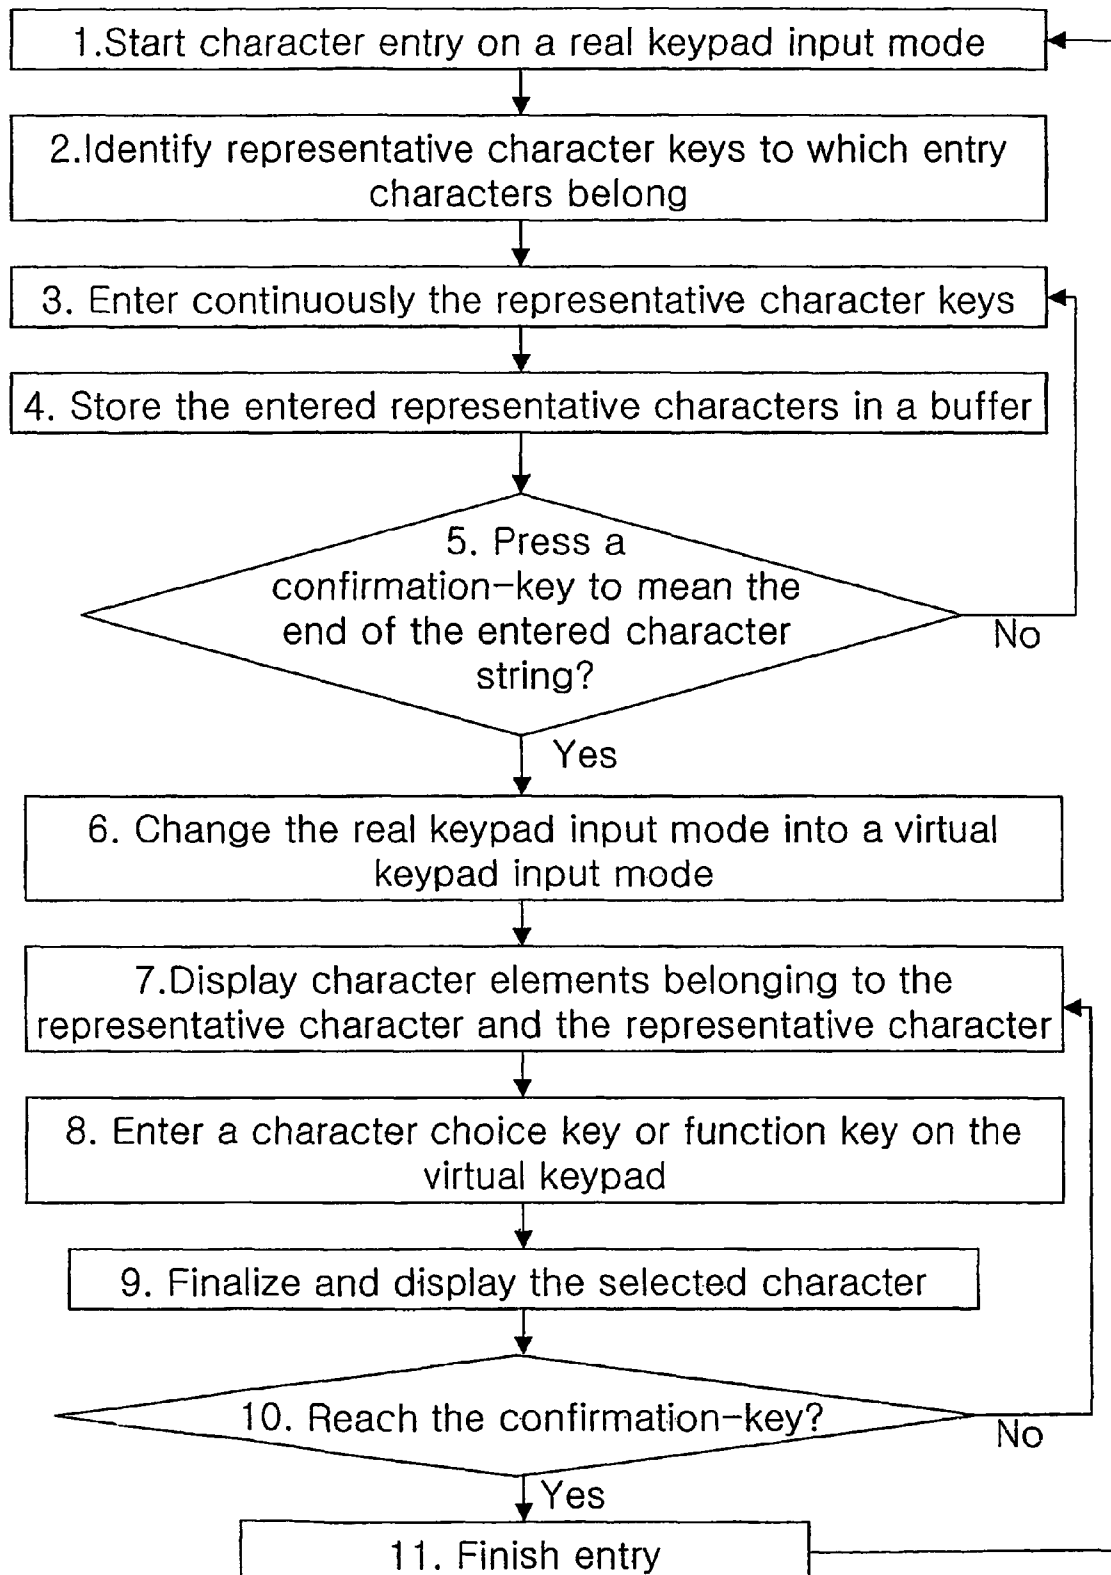 1.Start character entry on a real keypad input mode
2.Identify representative character keys to which entry
characters belong
3. Enter continuously the representative character keys
4. Store the entered representative characters in a buffer
5. Press a
confirmation-key to mean the
end of the entered character
string?
No
Yes
6. Change the real keypad input mode into a virtual
keypad input mode
7.Display character elements belonging to the
representative character and the representative character
8. Enter a character choice key or function key on the
virtual keypad
9. Finalize and display the selected character
10. Reach the confirmation-key?
No
Yes
11. Finish entry